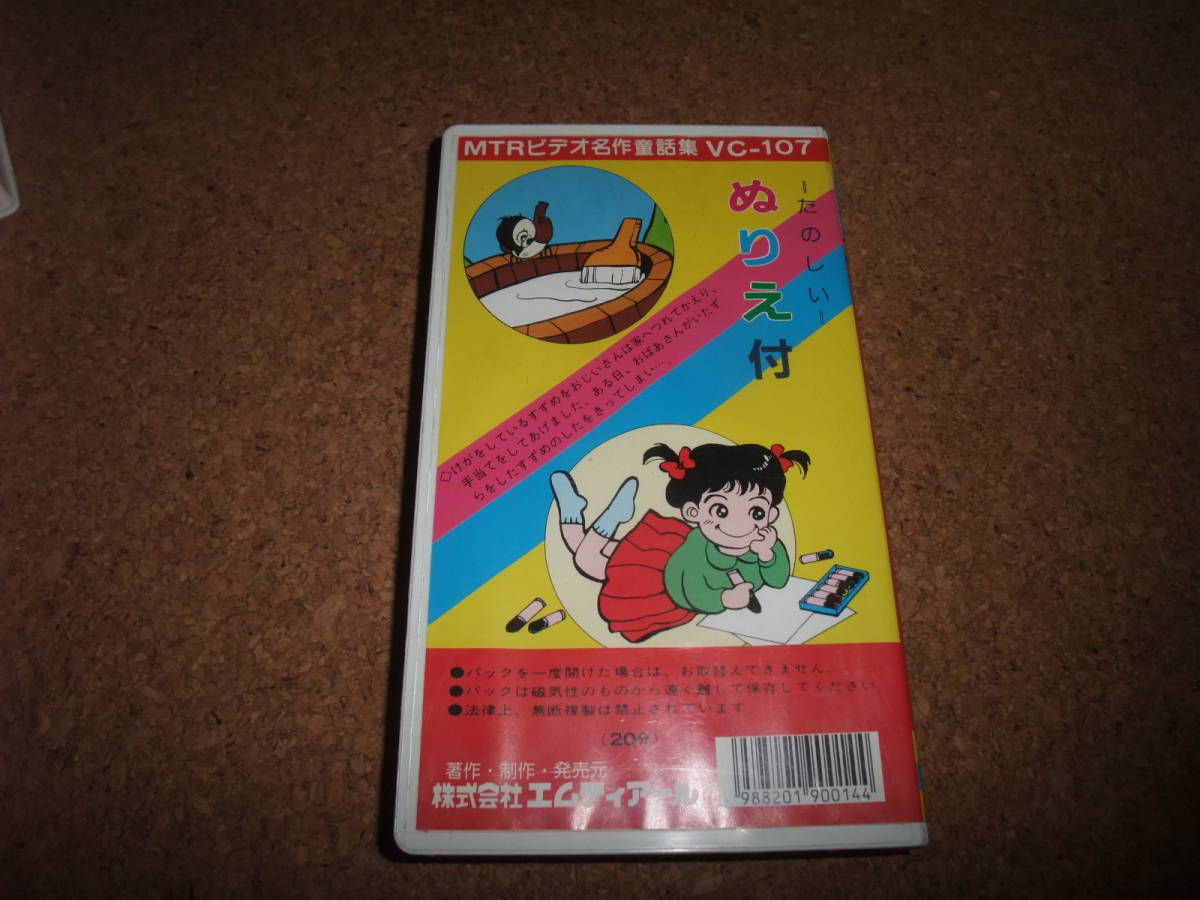 MTRビデオ名作童話集 VC-107
-たのしい-
ぬりえ付
◇けがをしているすずめをおじいさんは家へつれてかえり、
手当てをしてあげました。ある日、おばあさんがいたず
らをしたすずめのしたをきってしまい…。
●パックを一度開けた場合は、お取替えできません。
●パックは磁気性のものから遠く離して保存してください。
●法律上、無断複製は禁止されています
(20分)
著作・制作・発売元
株式会社 エムティアール
4 988201 900144